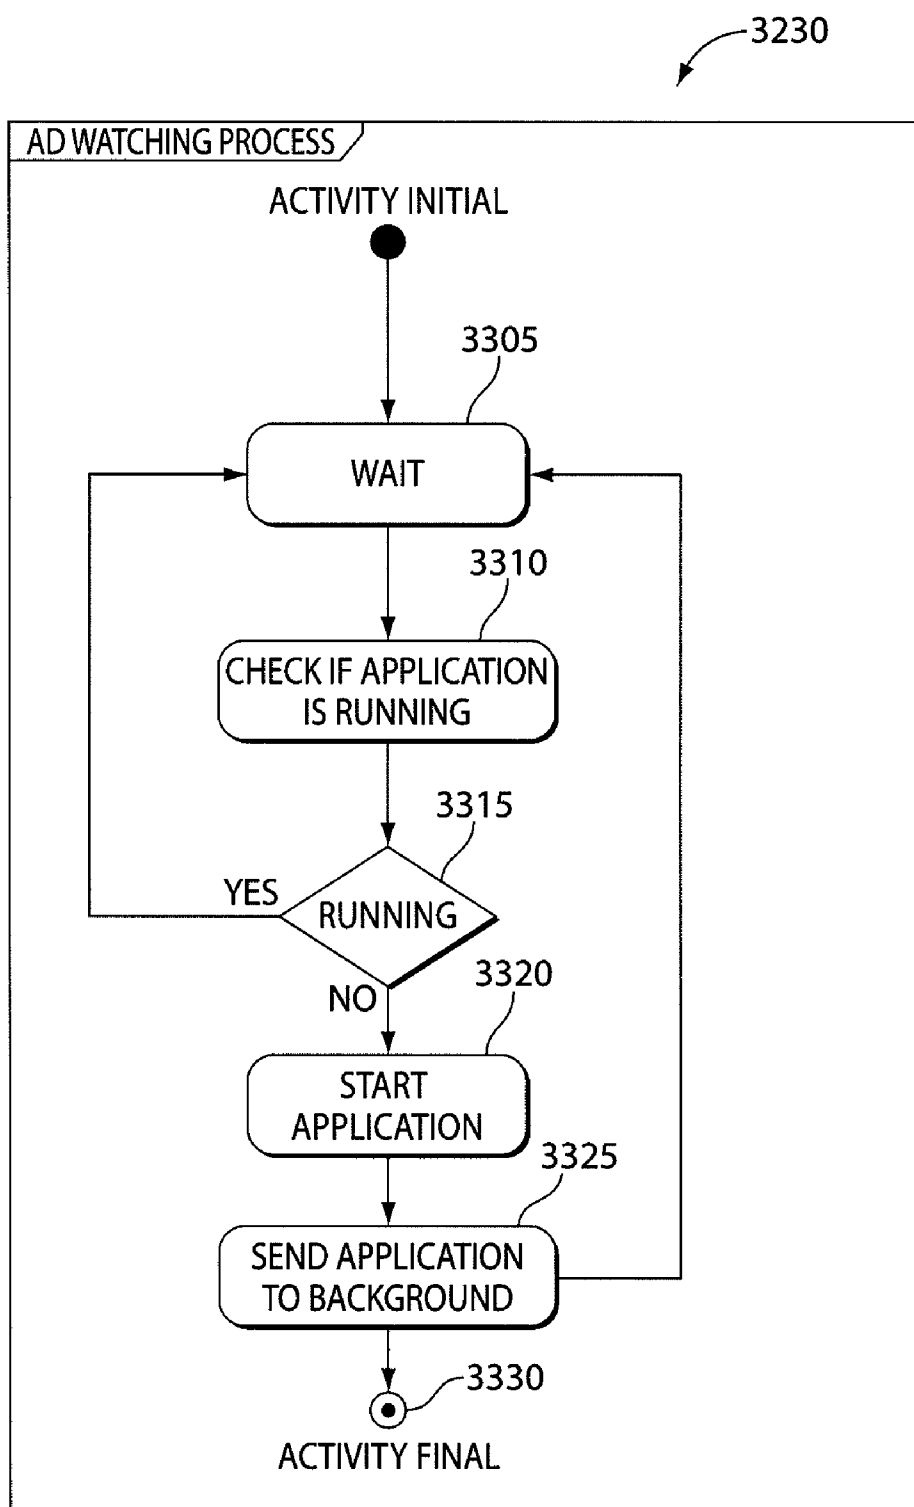 3230
AD WATCHING PROCESS
ACTIVITY INITIAL
3305
WAIT
3310
CHECK IF APPLICATION
IS RUNNING
3315
YES
RUNNING
NO
3320
START
APPLICATION
3325
SEND APPLICATION
TO BACKGROUND
3330
ACTIVITY FINAL